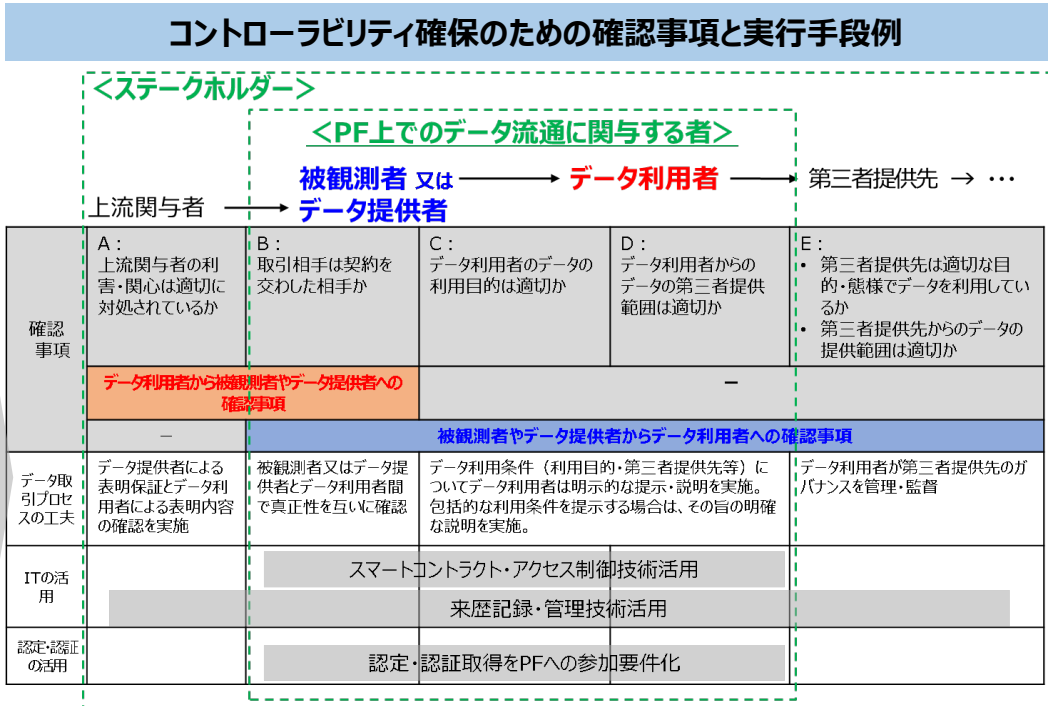 コントローラビリティ確保のための確認事項と実行手段例
＜ステークホルダー＞
＜PF上でのデータ流通に関与する者＞
被観測者 又は
データ利用者
第三者提供先 → …
上流関与者
データ提供者
確認
事項
A：
上流関与者の利
害・関心は適切に
対処されているか
B：
取引相手は契約を
交わした相手か
C：
データ利用者のデータの
利用目的は適切か
D：
データ利用者からの
データの第三者提供
範囲は適切か
E：
• 第三者提供先は適切な目
的・態様でデータを利用してい
るか
• 第三者提供先からのデータの
提供範囲は適切か
データ利用者から被観測者やデータ提供者への
確認事項
－
－
被観測者やデータ提供者からデータ利用者への確認事項
データ取
引プロセ
スの工夫
データ提供者による
表明保証とデータ利
用者による表明内容
の確認を実施
被観測者又はデータ提
供者とデータ利用者間
で真正性を互いに確認
データ利用条件（利用目的・第三者提供先等）に
ついてデータ利用者は明示的な提示・説明を実施。
包括的な利用条件を提示する場合は、その旨の明確
な説明を実施。
データ利用者が第三者提供先のガ
バナンスを管理・監督
ITの活
用
スマートコントラクト・アクセス制御技術活用
来歴記録・管理技術活用
認定・認証
の活用
認定・認証取得をPFへの参加要件化